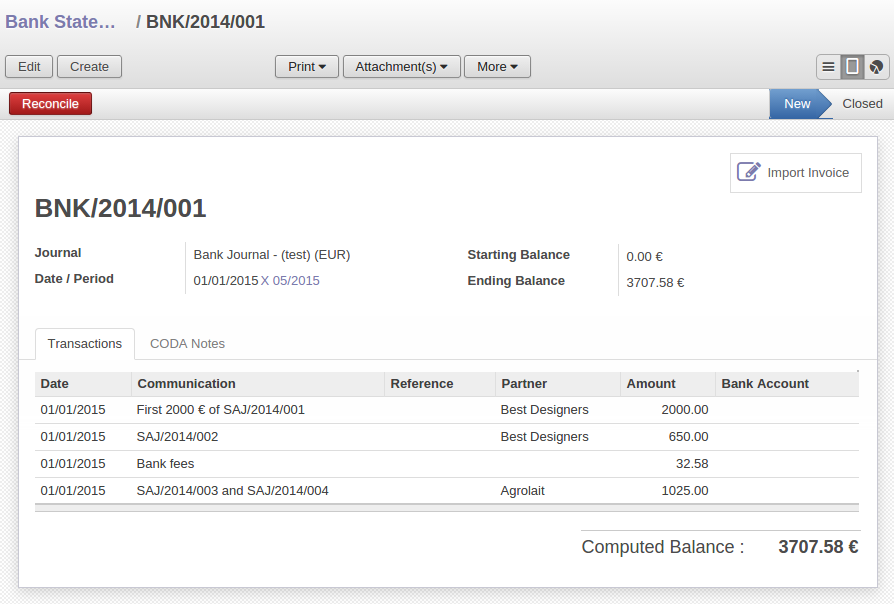 Bank State… / BNK/2014/001
Edit Create Print Attachment(s) More
Reconcile New Closed
Import Invoice
BNK/2014/001
Journal Bank Journal - (test) (EUR) Starting Balance 0.00 €
Date / Period 01/01/2015 X 05/2015 Ending Balance 3707.58 €
Transactions CODA Notes
Date Communication Reference Partner Amount Bank Account
01/01/2015 First 2000 € of SAJ/2014/001 Best Designers 2000.00
01/01/2015 SAJ/2014/002 Best Designers 650.00
01/01/2015 Bank fees 32.58
01/01/2015 SAJ/2014/003 and SAJ/2014/004 Agrolait 1025.00
Computed Balance : 3707.58 €